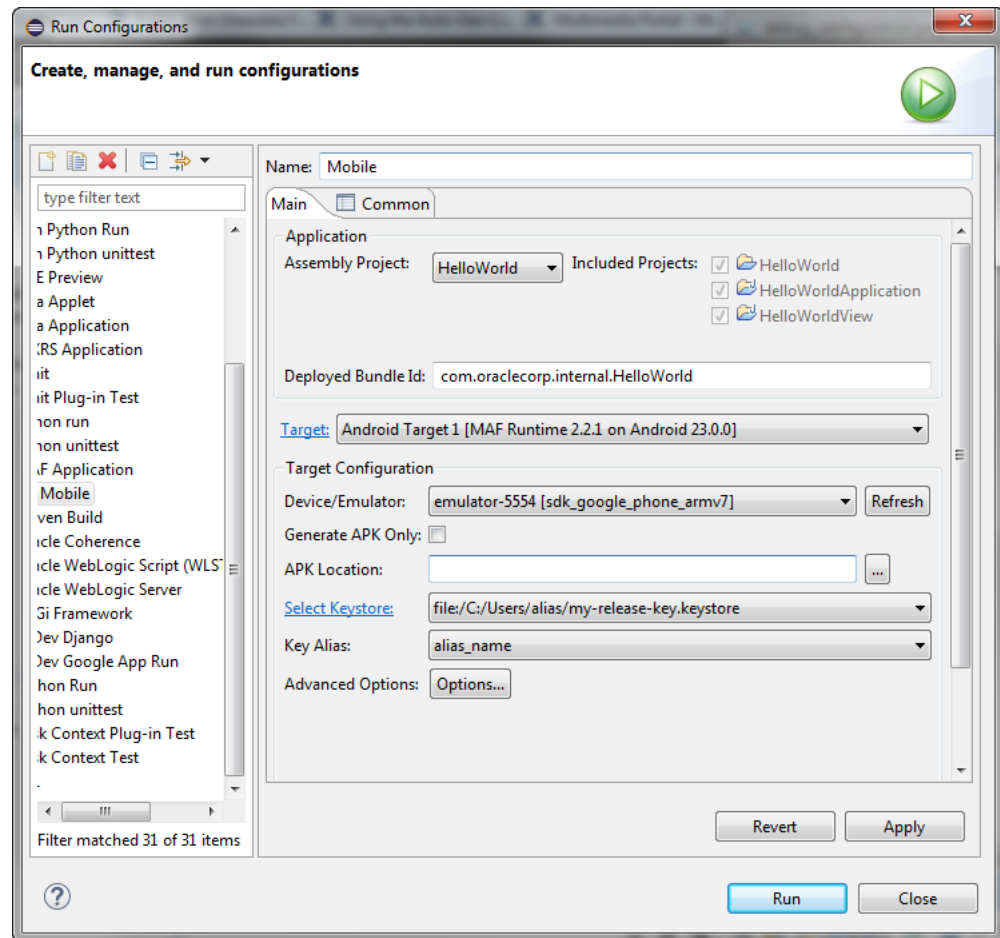 Run Configurations
Create, manage, and run configurations
type filter text
ı Python Run
ı Python unittest
E Preview
a Applet
a Application
RS Application
it
it Plug-in Test
hon run
hon unittest
F Application
Mobile
ven Build
cle Coherence
cle WebLogic Script (WLST
cle WebLogic Server
Gi Framework
Dev Django
Dev Google App Run
hon Run
hon unittest
k Context Plug-in Test
k Context Test
Filter matched 31 of 31 items
Name: Mobile
Main Common
Application
Assembly Project: HelloWorld Included Projects: HelloWorld
HelloWorldApplication
HelloWorldView
Deployed Bundle Id: com.oraclecorp.internal.HelloWorld
Target: Android Target 1 [MAF Runtime 2.2.1 on Android 23.0.0]
Target Configuration
Device/Emulator: emulator-5554 [sdk_google_phone_armv7] Refresh
Generate APK Only:
APK Location: ...
Select Keystore: file:/C:/Users/alias/my-release-key.keystore
Key Alias: alias_name
Advanced Options: Options...
Revert Apply
? Run Close